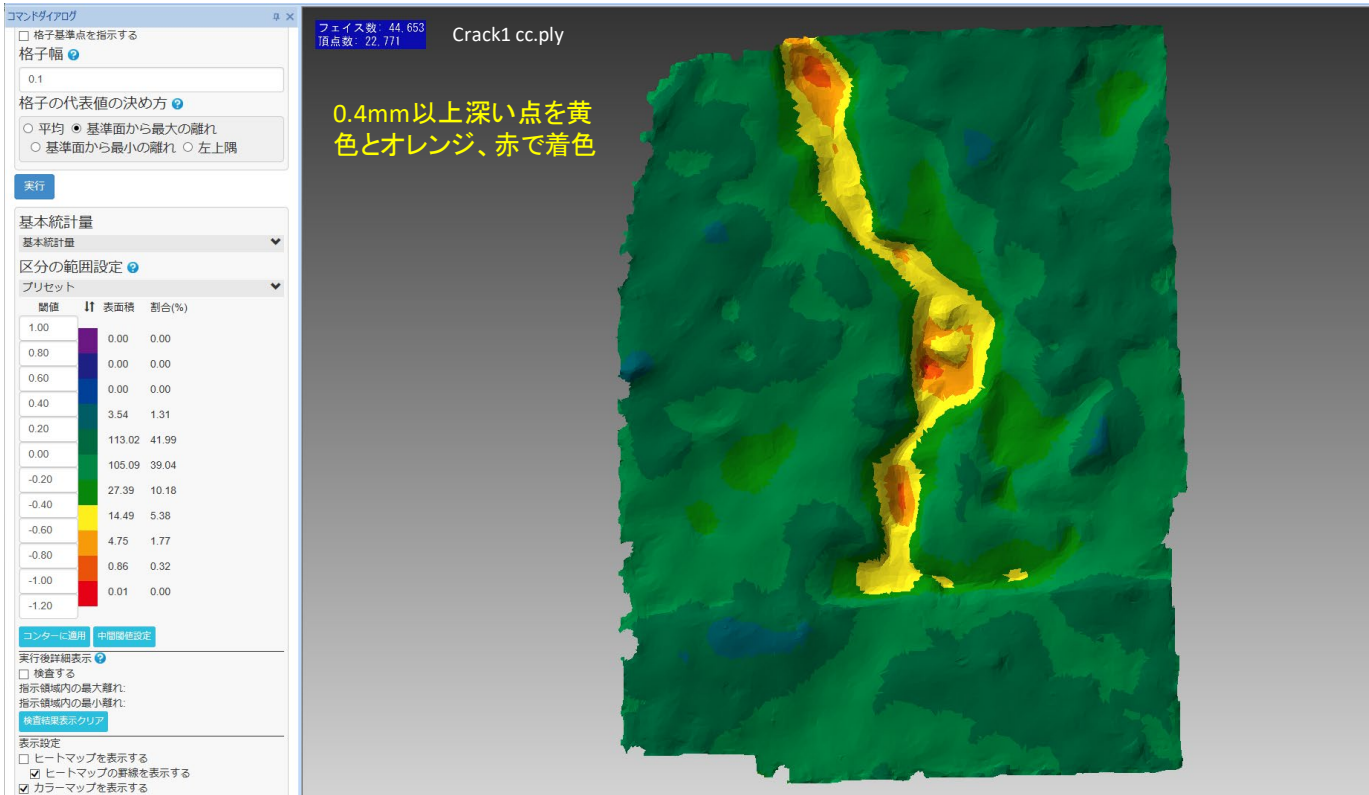 コマンドダイアログ
格子基準点を指示する
格子幅
0.1
格子の代表値の決め方
平均 基準面から最大の離れ
基準面から最小の離れ 左上隅
実行
基本統計量
基本統計量
区分の範囲設定
プリセット
閾値 表面積 割合(%)
1.00
0.00 0.00
0.80
0.00 0.00
0.60
0.00 0.00
0.40
3.54 1.31
0.20
113.02 41.99
0.00
105.09 39.04
-0.20
27.39 10.18
-0.40
14.49 5.38
-0.60
4.75 1.77
-0.80
0.86 0.32
-1.00
0.01 0.00
-1.20
コンターに適用 中間閾値設定
実行後詳細表示
検査する
指示領域内の最大離れ:
指示領域内の最小離れ:
検査結果表示クリア
表示設定
ヒートマップを表示する
ヒートマップの罫線を表示する
カラーマップを表示する
フェイス数: 44,653
頂点数: 22,771
Crack1 cc.ply
0.4mm以上深い点を黄
色とオレンジ、赤で着色